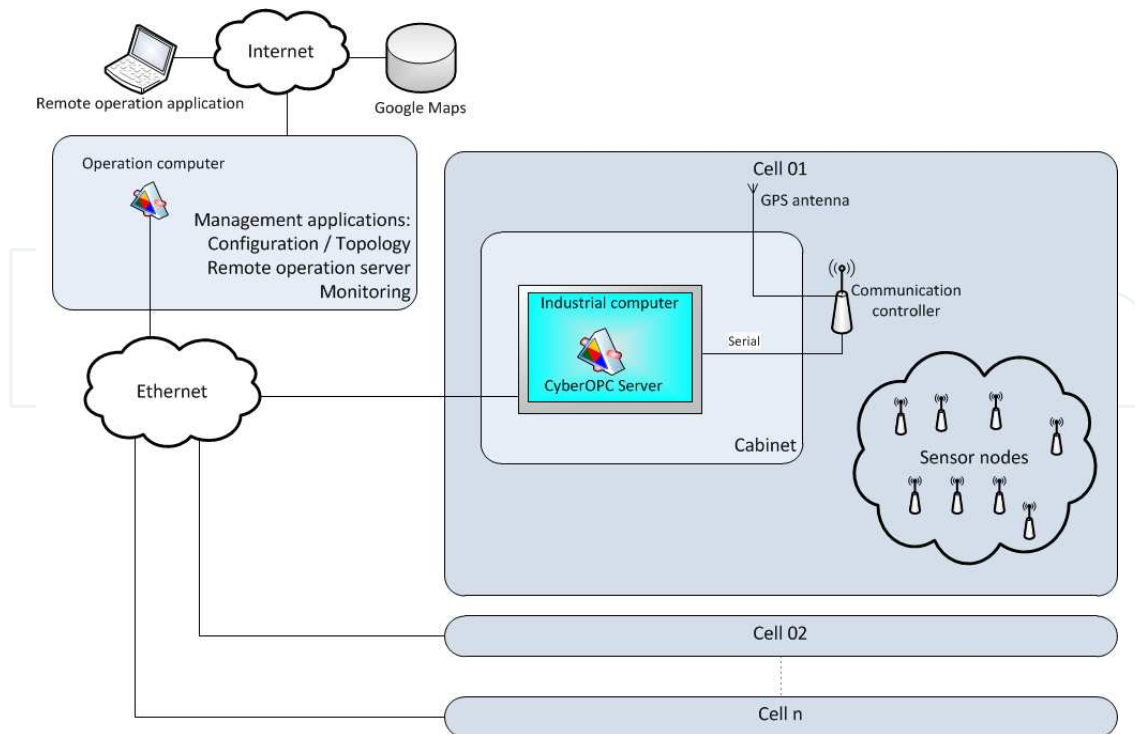 Internet
Remote operation application
Google Maps
Operation computer
Management applications:
Configuration / Topology
Remote operation server
Monitoring
Ethernet
Cell 01
GPS antenna
Industrial computer
CyberOPC Server
Cabinet
Serial
Communication
controller
Sensor nodes
Cell 02
Cell n